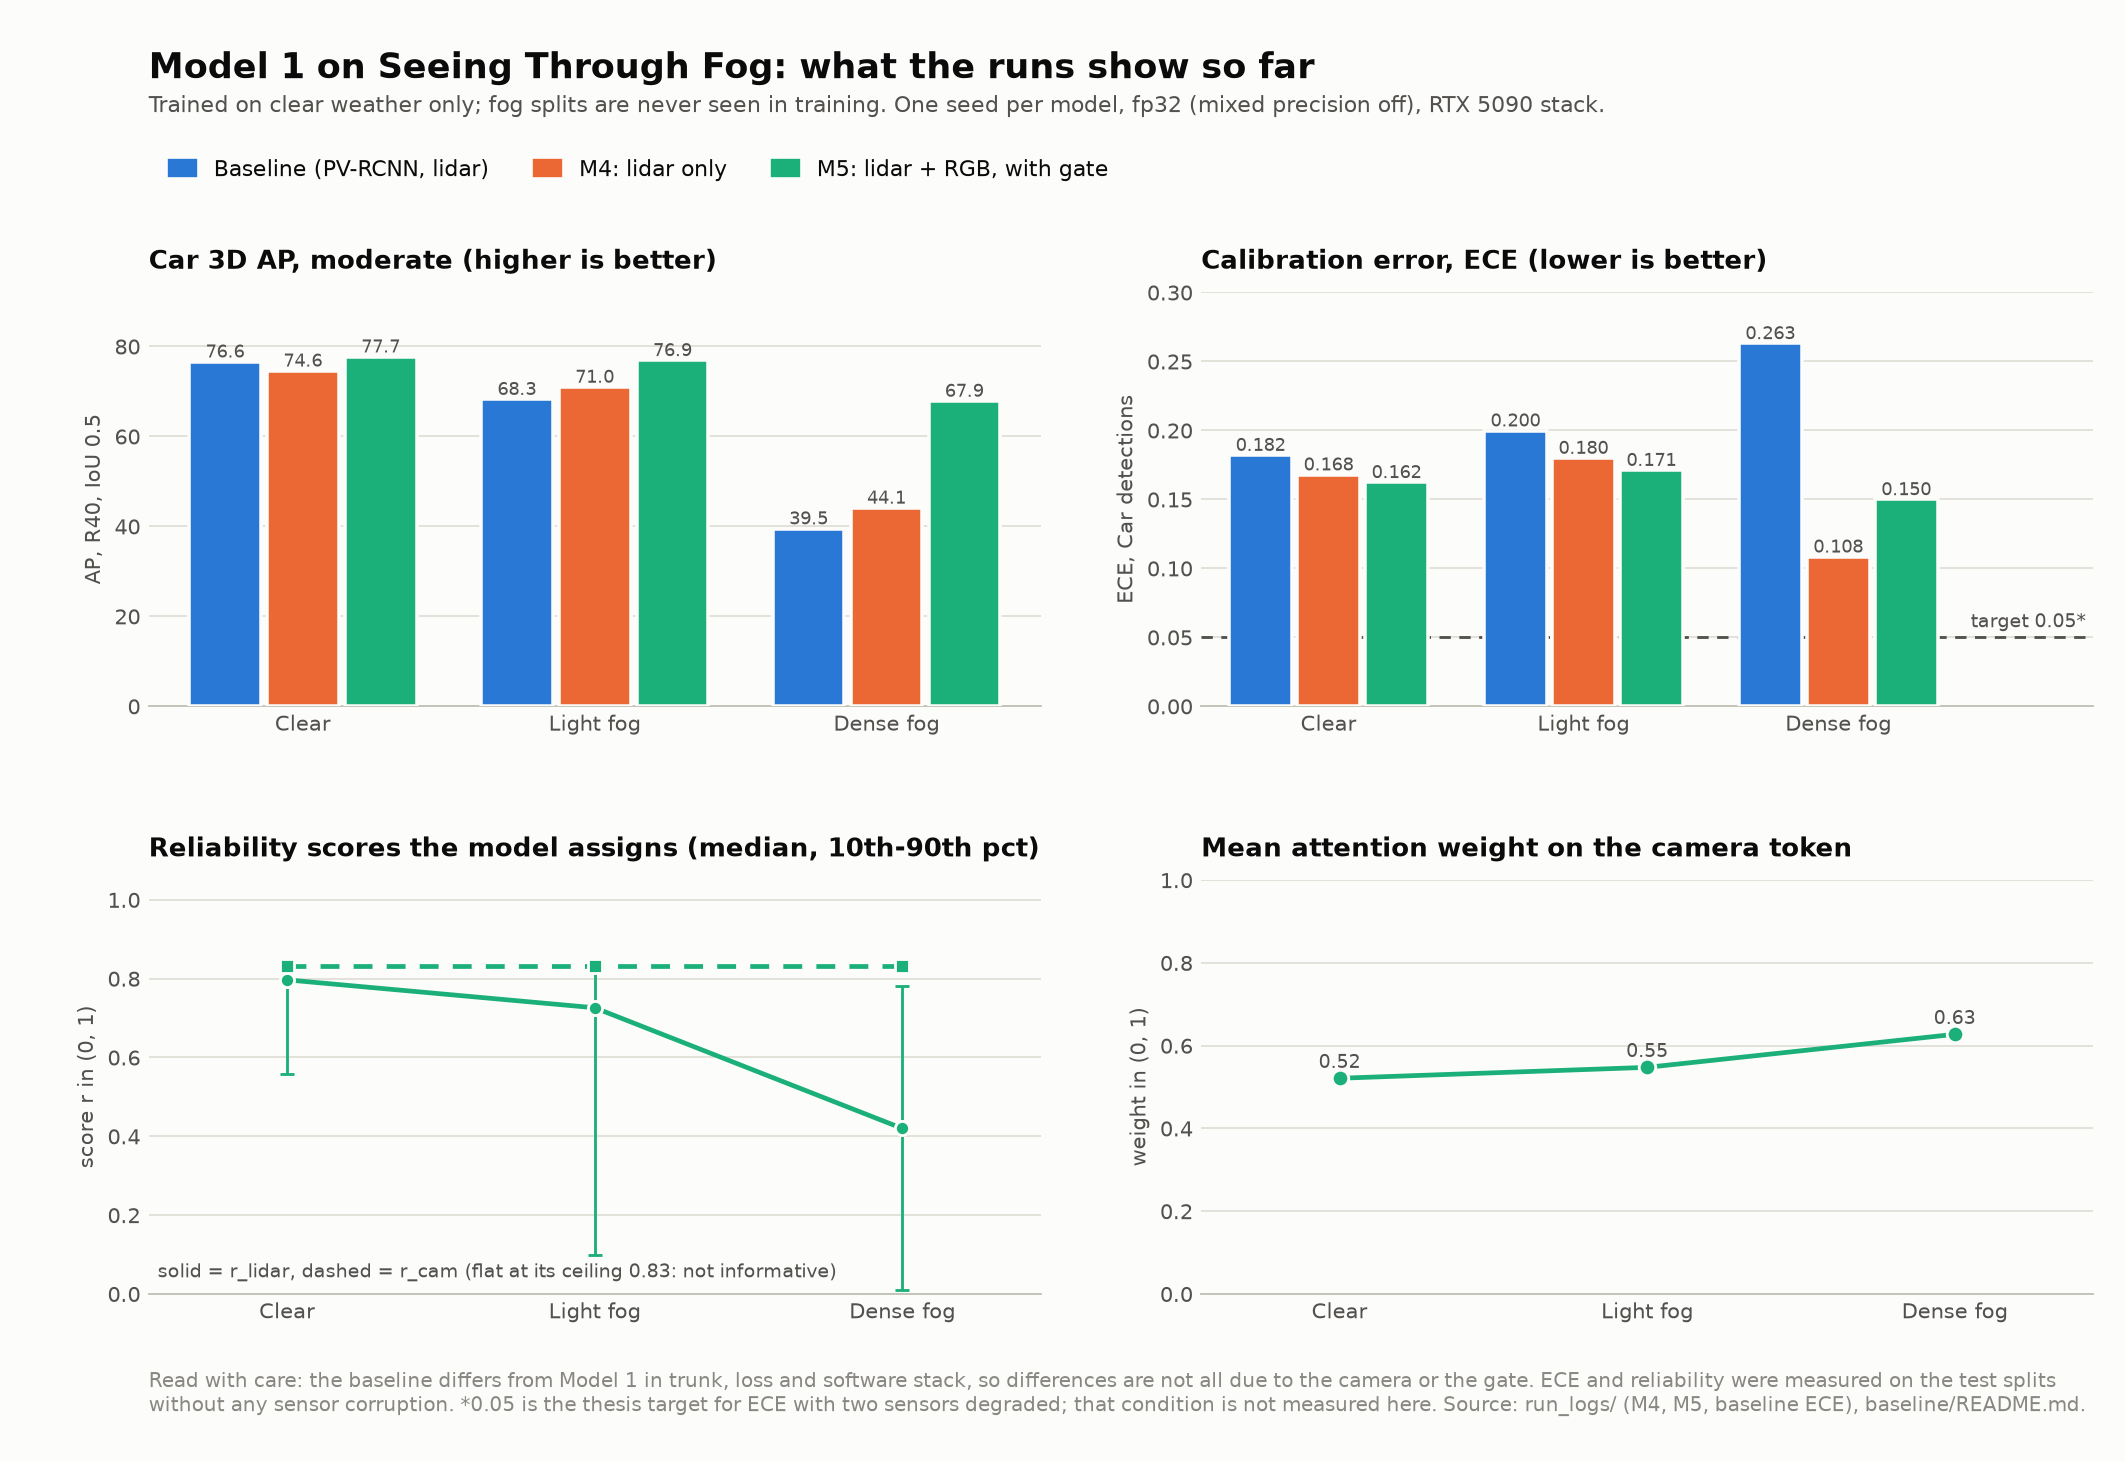 Model 1 on Seeing Through Fog: what the runs show so far
Trained on clear weather only; fog splits are never seen in training. One seed per model, fp32 (mixed precision off), RTX 5090 stack.
Baseline (PV-RCNN, lidar)
M4: lidar only
M5: lidar + RGB, with gate
Car 3D AP, moderate (higher is better)
AP, R40, IoU 0.5
80
60
40
20
0
76.6
74.6
77.7
68.3
71.0
76.9
39.5
44.1
67.9
Clear
Light fog
Dense fog
Calibration error, ECE (lower is better)
ECE, Car detections
0.30
0.25
0.20
0.15
0.10
0.05
0.00
0.182
0.168
0.162
0.200
0.180
0.171
0.263
0.108
0.150
target 0.05*
Clear
Light fog
Dense fog
Reliability scores the model assigns (median, 10th-90th pct)
score r in (0, 1)
1.0
0.8
0.6
0.4
0.2
0.0
solid = r_lidar, dashed = r_cam (flat at its ceiling 0.83: not informative)
Clear
Light fog
Dense fog
Mean attention weight on the camera token
weight in (0, 1)
1.0
0.8
0.6
0.4
0.2
0.0
0.52
0.55
0.63
Clear
Light fog
Dense fog
Read with care: the baseline differs from Model 1 in trunk, loss and software stack, so differences are not all due to the camera or the gate. ECE and reliability were measured on the test splits
without any sensor corruption. *0.05 is the thesis target for ECE with two sensors degraded; that condition is not measured here. Source: run_logs/ (M4, M5, baseline ECE), baseline/README.md.